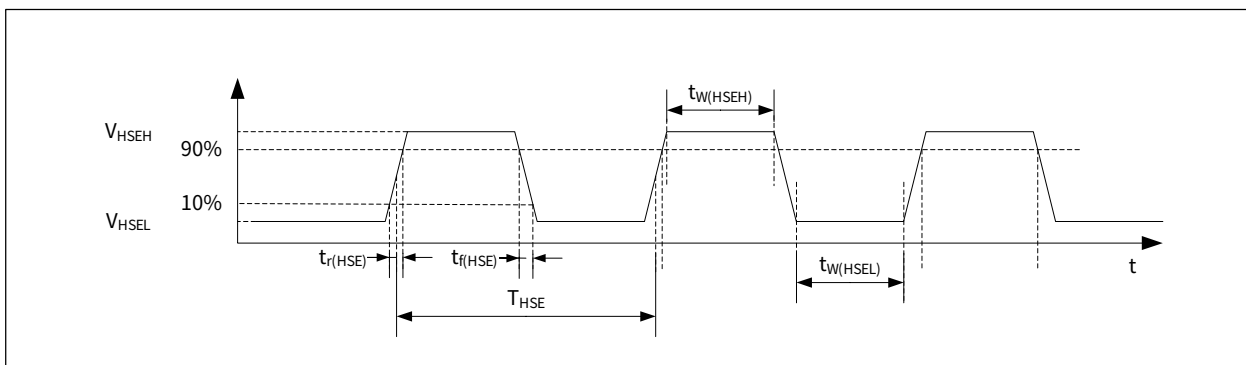 tW(HSEH)
VHSEH
90%
10%
VHSEL
tr(HSE)
tf(HSE)
tW(HSEL)
t
THSE